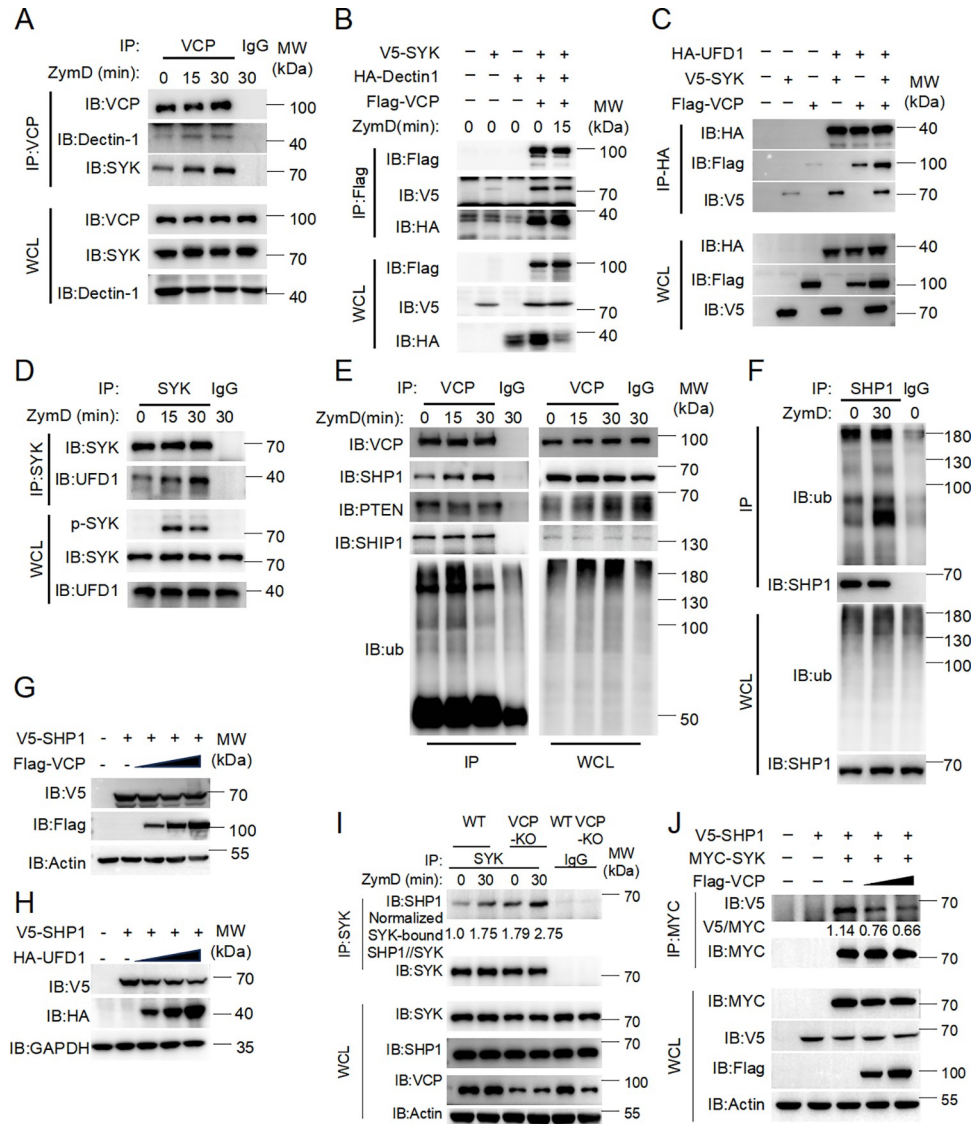 A
IP: VCP IgG MW (kDa)
ZymD (min): 0 15 30 30
IP:VCP
IB:VCP 100
IB:Dectin-1 40
IB:SYK 70
WCL
IB:VCP 100
IB:SYK 70
IB:Dectin-1 40
B
V5-SYK – + – + +
HA-Dectin1 – – + + +
Flag-VCP – – – + + MW (kDa)
ZymD(min): 0 0 0 0 15
IP:Flag
IB:Flag 100
IB:V5 70
IB:HA 40
WCL
IB:Flag 100
IB:V5 70
IB:HA 40
C
HA-UFD1 – – – + + +
V5-SYK – + – + – +
Flag-VCP – – + – + + MW (kDa)
IP-HA
IB:HA 40
IB:Flag 100
IB:V5 70
WCL
IB:HA 40
IB:Flag 100
IB:V5 70
D
IP: SYK IgG
ZymD (min): 0 15 30 30
IP:SYK
IB:SYK 70
IB:UFD1 40
WCL
p-SYK 70
IB:SYK 70
IB:UFD1 40
E
IP: VCP IgG VCP IgG MW (kDa)
ZymD(min): 0 15 30 30 0 15 30 30
IB:VCP 100
IB:SHP1 70
50
IB:PTEN 70
IB:SHIP1 130
IB:ub 180
130
100
50
IP WCL
F
IP: SHP1 IgG
ZymD: 0 30 0
IP
IB:ub 180
130
100
IB:SHP1 70
WCL
IB:ub 180
130
100
IB:SHP1 70
G
V5-SHP1 - + + + + MW (kDa)
Flag-VCP - -
IB:V5 70
IB:Flag 100
IB:Actin 55
H
V5-SHP1 - + + + +
HA-UFD1 - -
IB:V5 70
IB:HA 40
IB:GAPDH 35
I
WT VCP-KO WT VCP-KO
IP: SYK IgG MW (kDa)
ZymD (min): 0 30 0 30
IP:SYK
IB:SHP1 70
Normalized
SYK-bound 1.0 1.75 1.79 2.75
SHP1//SYK
IB:SYK 70
WCL
IB:SYK 70
IB:SHP1 70
IB:VCP 100
IB:Actin 55
J
V5-SHP1 – + + + + MW (kDa)
MYC-SYK – – + + +
Flag-VCP – – –
IP:MYC
IB:V5 70
V5/MYC 1.14 0.76 0.66
IB:MYC 70
WCL
IB:MYC 70
IB:V5 70
IB:Flag 100
IB:Actin 55